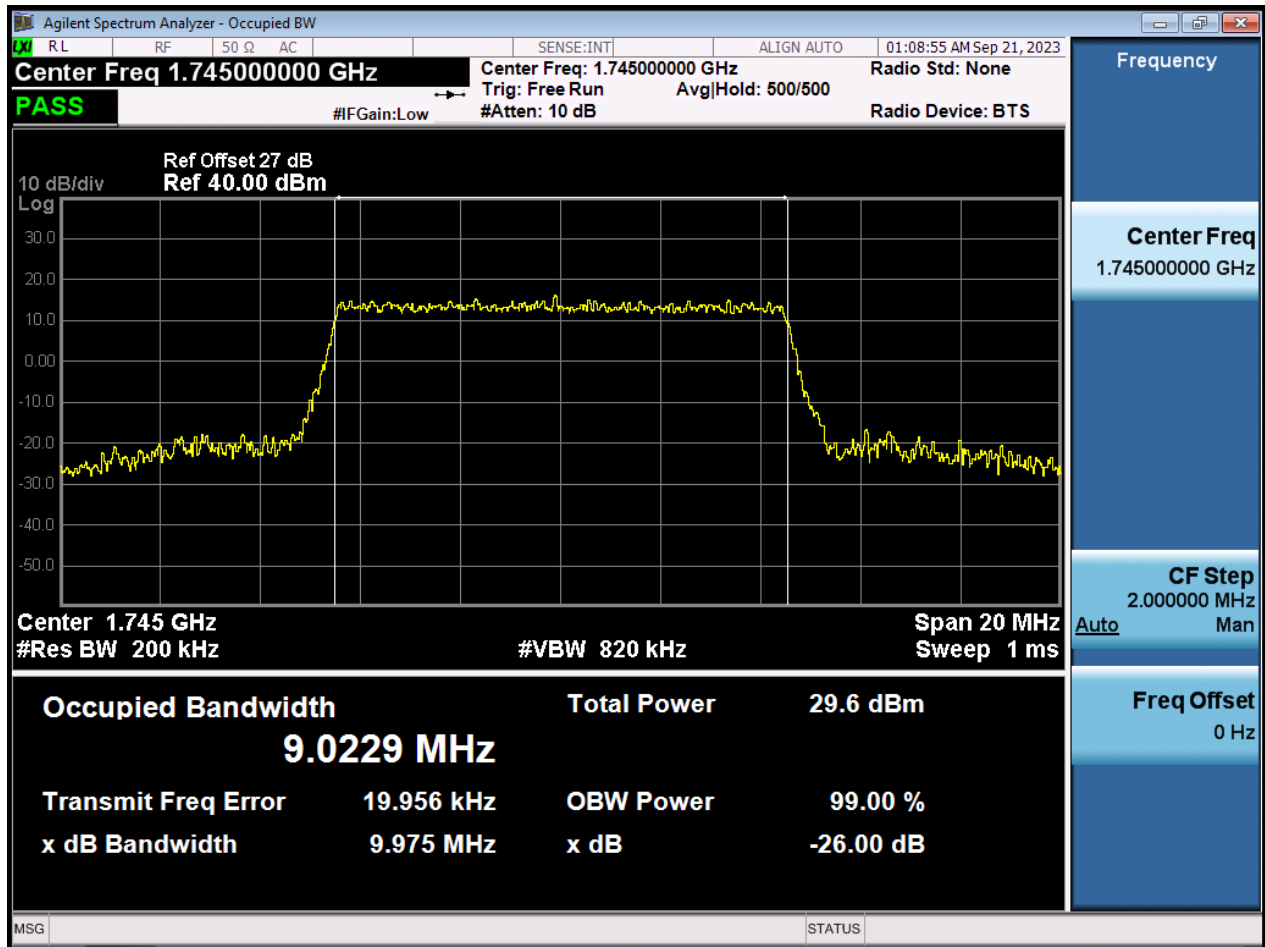 Agilent Spectrum Analyzer - Occupied BW
LXI RL RF 50 Ω AC SENSE:INT ALIGN AUTO 01:08:55 AM Sep 21, 2023
Center Freq 1.745000000 GHz
PASS
#IFGain:Low
Center Freq: 1.745000000 GHz
Trig: Free Run Avg|Hold: 500/500
#Atten: 10 dB
Radio Std: None
Radio Device: BTS
Ref Offset 27 dB
10 dB/div Ref 40.00 dBm
Log
30.0
20.0
10.0
0.00
-10.0
-20.0
-30.0
-40.0
-50.0
Center 1.745 GHz Span 20 MHz
#Res BW 200 kHz #VBW 820 kHz Sweep 1 ms
Occupied Bandwidth Total Power 29.6 dBm
9.0229 MHz
Transmit Freq Error 19.956 kHz OBW Power 99.00 %
x dB Bandwidth 9.975 MHz x dB -26.00 dB
MSG STATUS
Frequency
Center Freq
1.745000000 GHz
CF Step
2.000000 MHz
Auto Man
Freq Offset
0 Hz